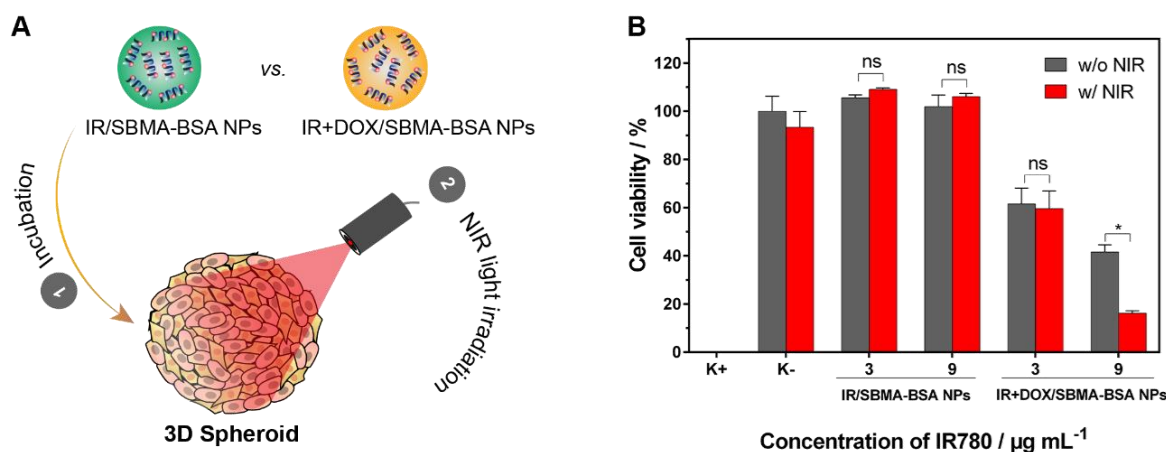 A
vs.
IR/SBMA-BSA NPs
IR+DOX/SBMA-BSA NPs
Incubation
1
2
NIR light irradiation
3D Spheroid
B
w/o NIR
w/ NIR
Cell viability / %
120
100
80
60
40
20
0
ns
ns
ns
*
K+
K-
3
9
3
9
IR/SBMA-BSA NPs
IR+DOX/SBMA-BSA NPs
Concentration of IR780 / µg mL⁻¹